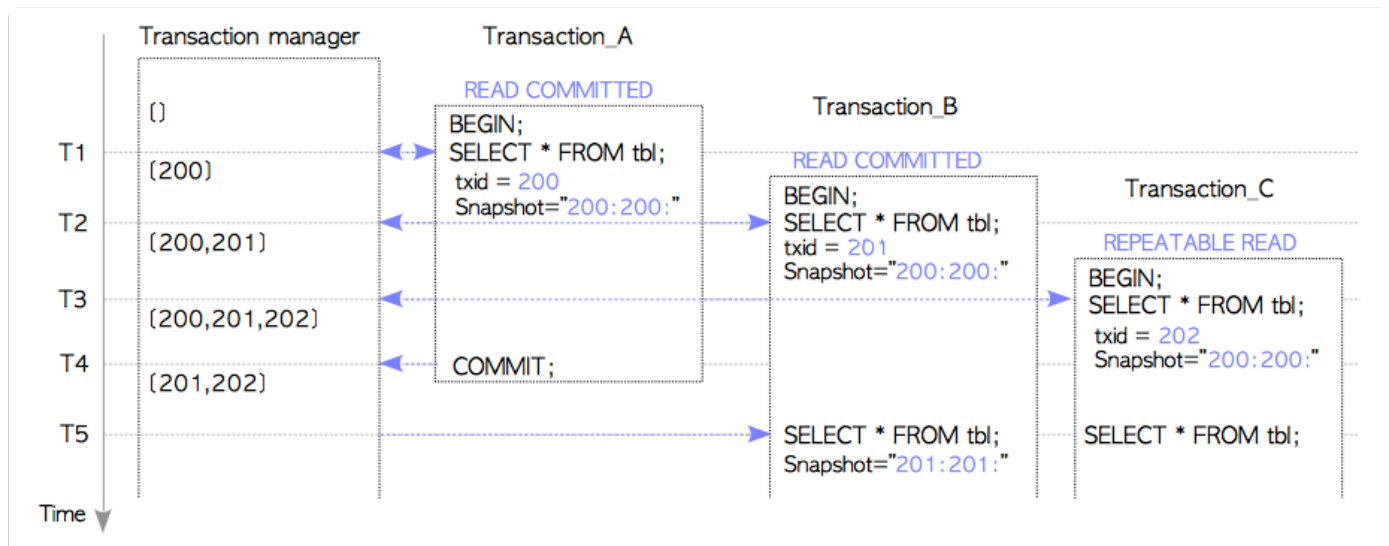 Transaction manager
Transaction_A
READ COMMITTED
Transaction_B
()
BEGIN;
T1
SELECT * FROM tbl;
READ COMMITTED
(200)
txid = 200
Transaction_C
Snapshot="200:200:"
BEGIN;
T2
SELECT * FROM tbl;
(200,201)
txid = 201
REPEATABLE READ
Snapshot="200:200:"
BEGIN;
T3
SELECT * FROM tbl;
(200,201,202)
txid = 202
T4
COMMIT;
Snapshot="200:200:"
(201,202)
T5
SELECT * FROM tbl;
SELECT * FROM tbl;
Snapshot="201:201:"
Time